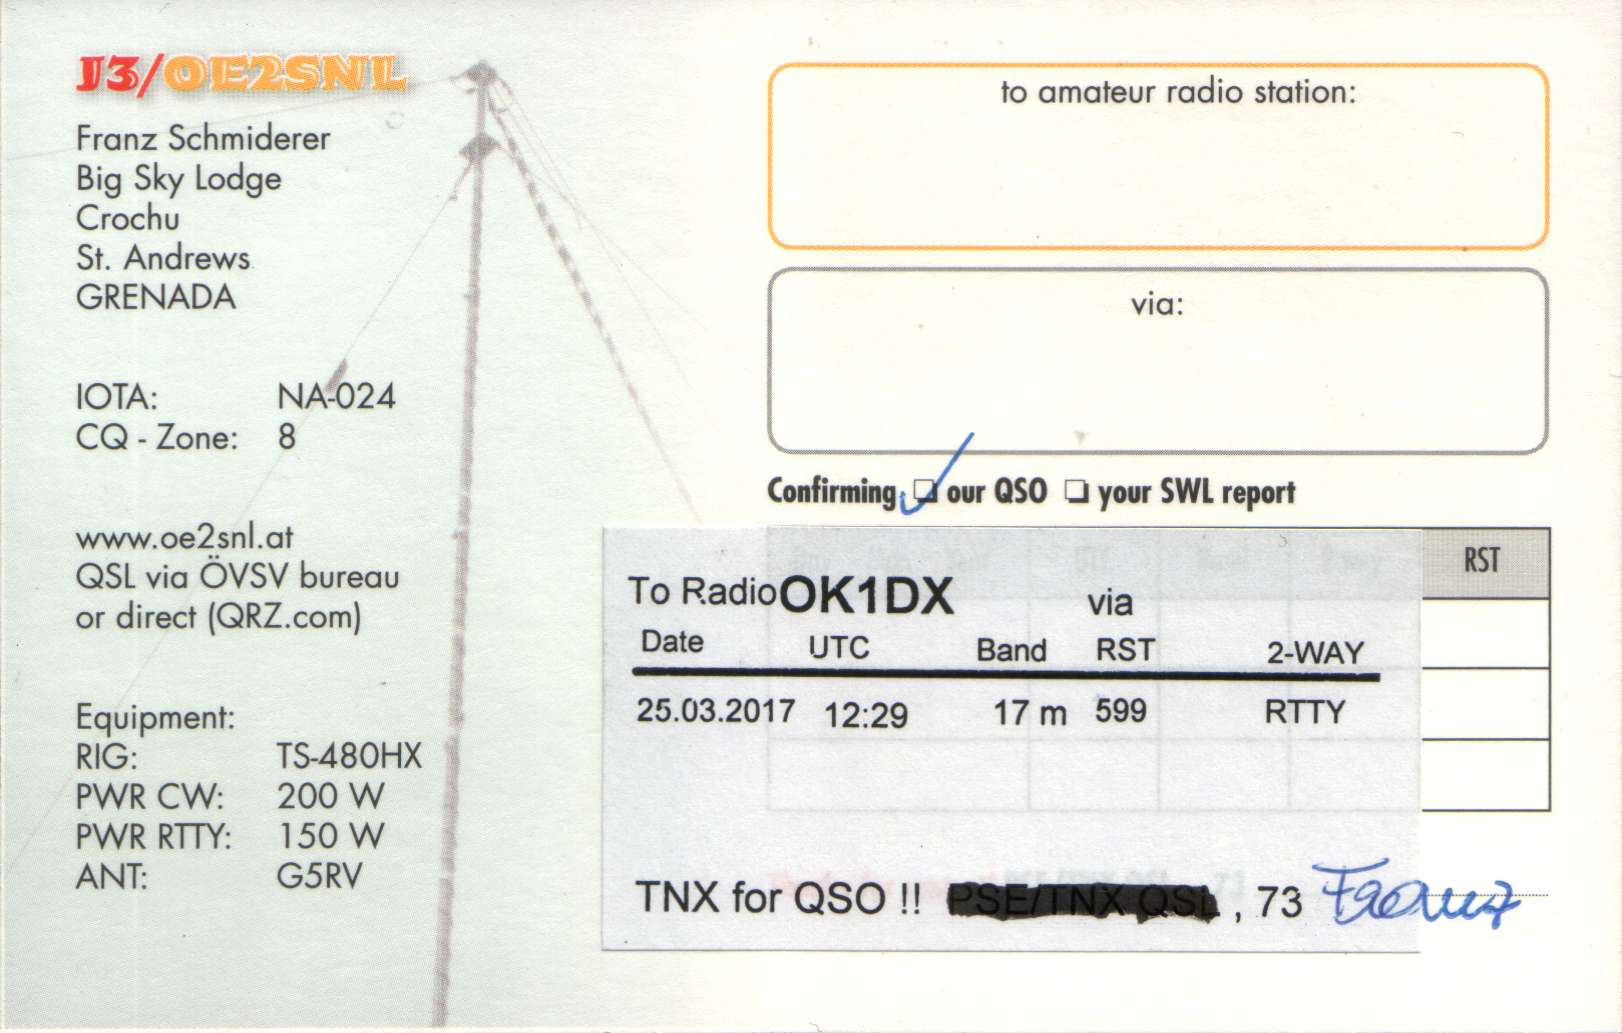 J3/OE2SNL
Franz Schmiderer
Big Sky Lodge
Crochu
St. Andrews
GRENADA
IOTA: NA-024
CQ - Zone: 8
www.oe2snl.at
QSL via ÖVSV bureau
or direct (QRZ.com)
Equipment:
RIG: TS-480HX
PWR CW: 200 W
PWR RTTY: 150 W
ANT: G5RV
to amateur radio station:
via:
Confirming ❏ our QSO ❏ your SWL report
RST
To Radio OK1DX via
Date UTC Band RST 2-WAY
25.03.2017 12:29 17 m 599 RTTY
TNX for QSO !! PSE/TNX QSL , 73 Franz